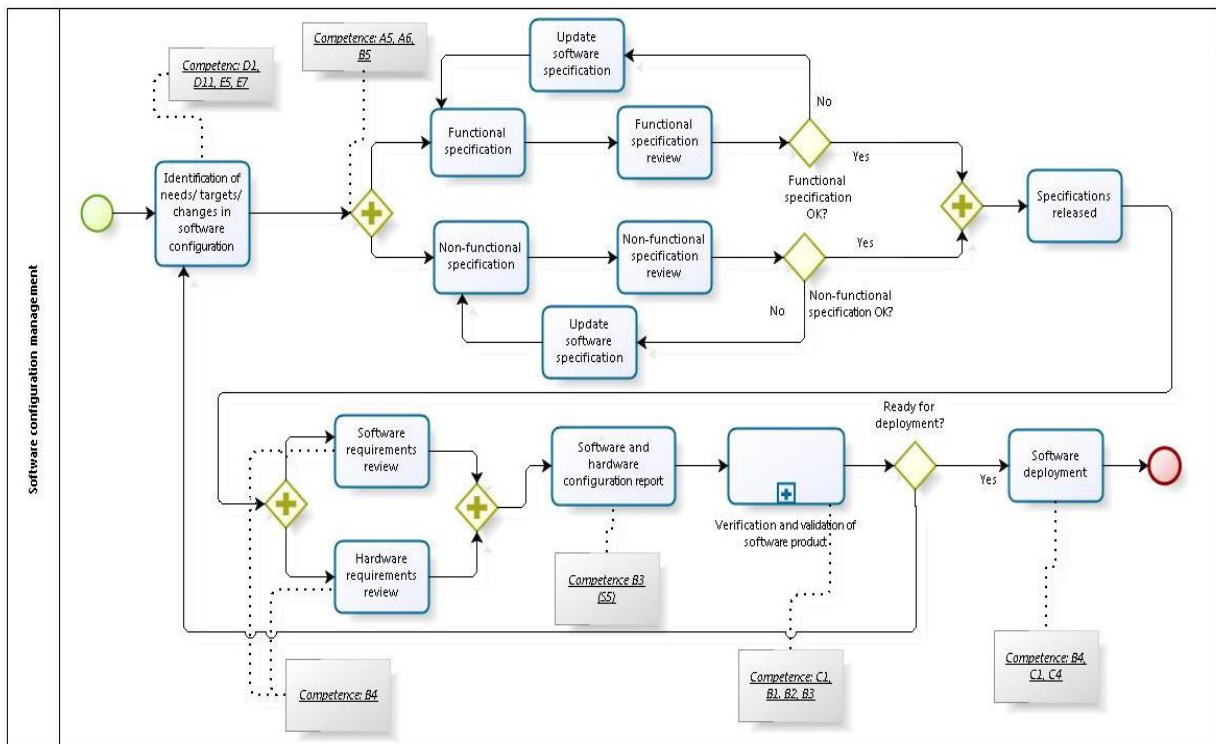 Software configuration management
Competenc: D1,
D11, E5, E7
Competence: A5, A6,
B5
Update
software
specification
No
Functional
specification
Functional
specification
review
Yes
Functional
specification
OK?
Identification of
needs/ targets/
changes in
software
configuration
Specifications
released
Non-functional
specification
Non-functional
specification
review
Yes
Non-functional
specification OK?
No
Update
software
specification
Ready for
deployment?
Software
requirements
review
Software and
hardware
configuration report
Software
deployment
Yes
Verification and validation of
software product
Hardware
requirements
review
Competence B3
(S5)
Competence: B4
Competence: C1,
B1, B2, B3
Competence: B4,
C1, C4